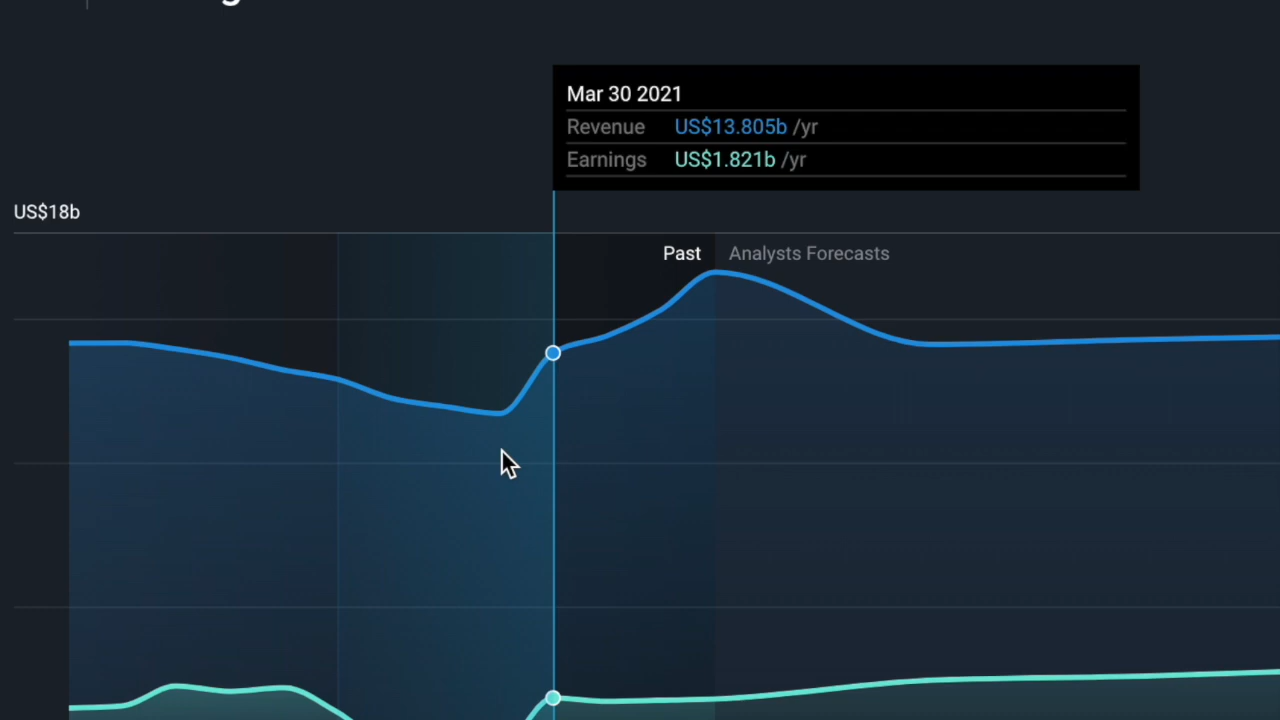 Mar 30 2021
Revenue US$13.805b /yr
Earnings US$1.821b /yr
US$18b
Past Analysts Forecasts